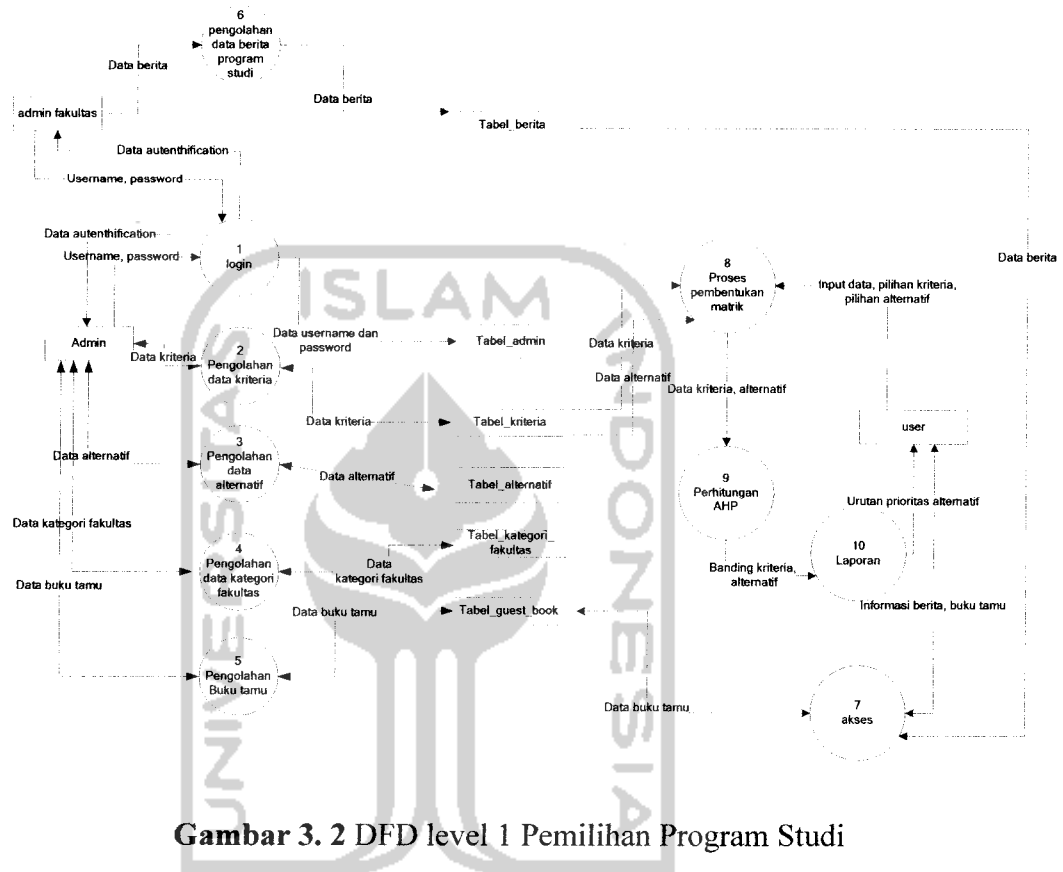 6
pengolahan
data berita
program
studi
Data berita
Data berita
admin fakultas
Tabel_berita
Data autenthification
Username, password
Data autenthification
Username, password
1
login
8
Proses
pembentukan
matrik
Input data, pilihan kriteria,
pilihan alternatif
Data berita
Admin
Data kriteria
2
Pengolahan
data kriteria
Data username dan
password
Tabel_admin
Data kriteria
Data alternatif
Data kriteria, alternatif
Data kriteria
Tabel_kriteria
user
3
Pengolahan
data
alternatif
Data alternatif
Data alternatif
Tabel_alternatif
9
Perhitungan
AHP
Urutan prioritas alternatif
Data kategori fakultas
4
Pengolahan
data kategori
fakultas
Data
kategori fakultas
Tabel_kategori_
fakultas
10
Laporan
Banding kriteria,
alternatif
Data buku tamu
Data buku tamu
Tabel_guest_book
Informasi berita, buku tamu
5
Pengolahan
Buku tamu
Data buku tamu
7
akses
UNIVERSITAS
ISLAM
INDONESIA
Gambar 3. 2 DFD level 1 Pemilihan Program Studi